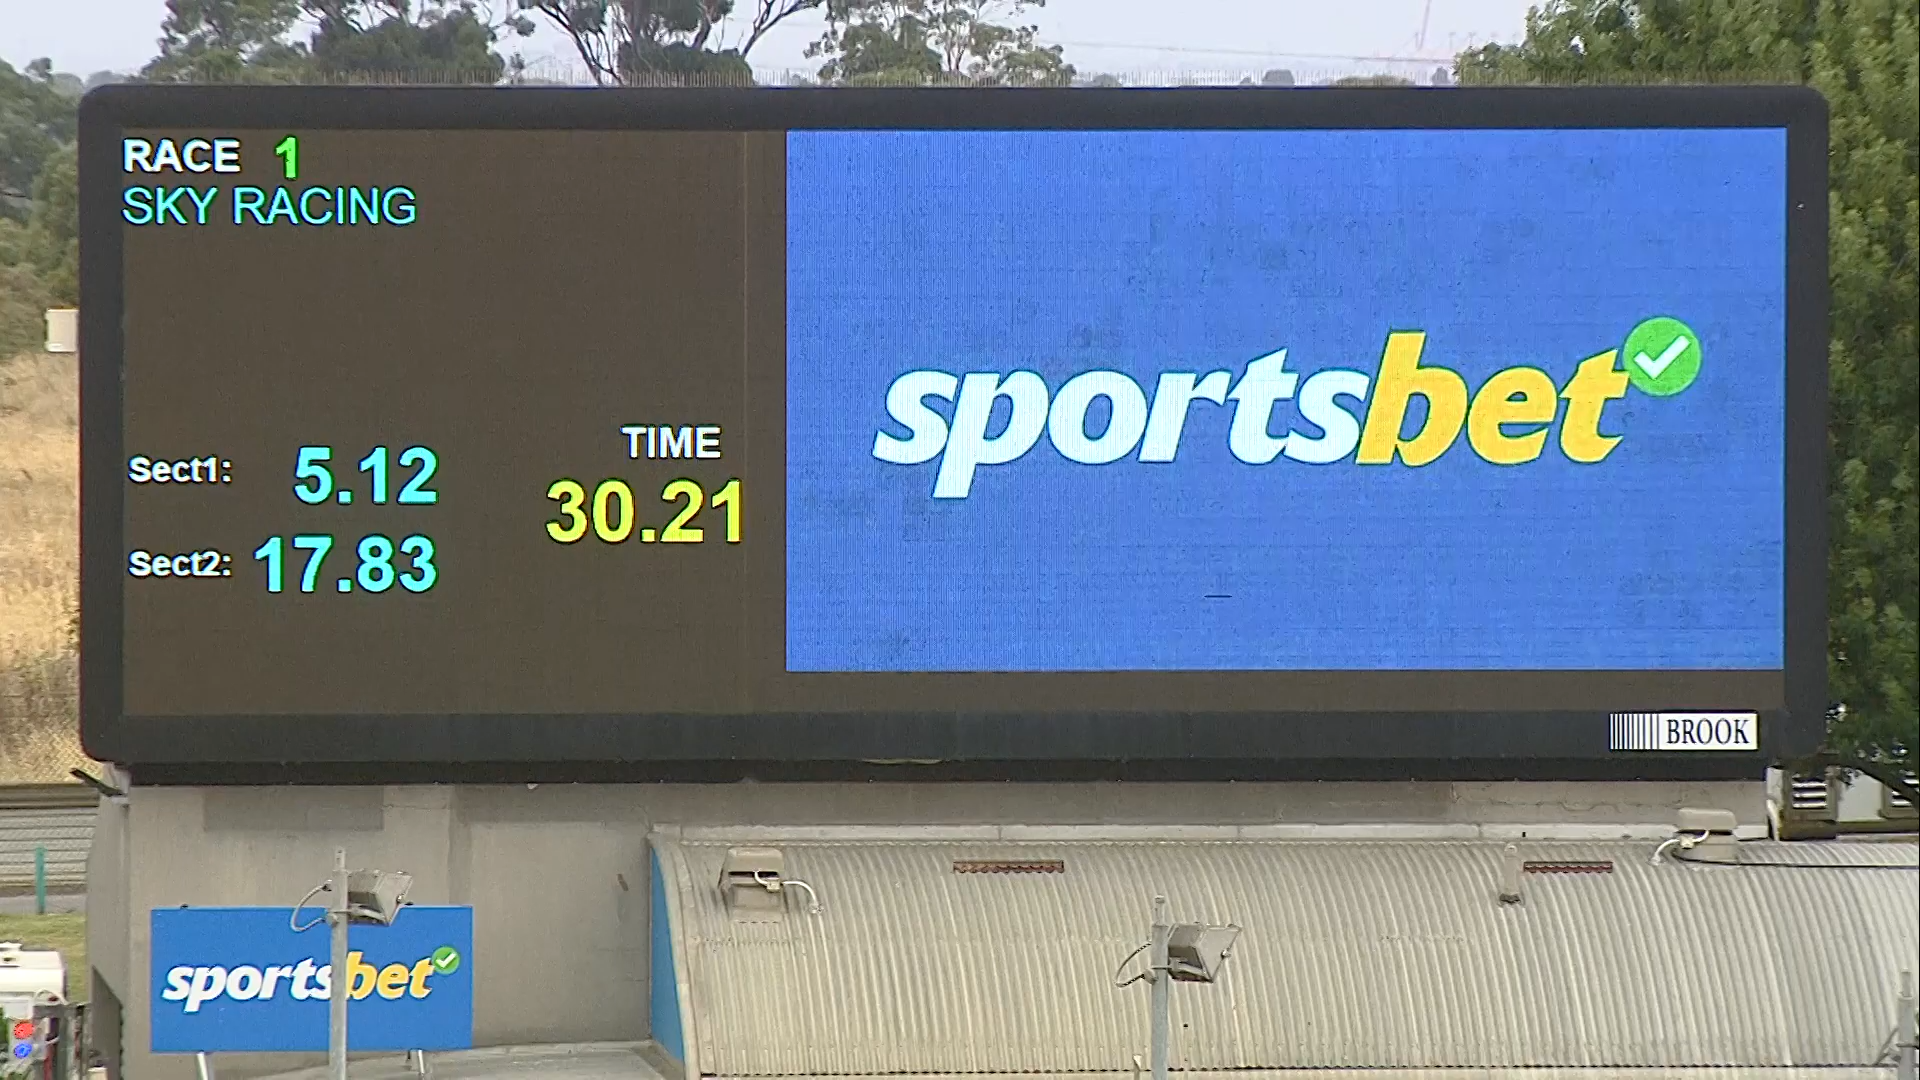 RACE 1
SKY RACING
TIME
Sect1: 5.12
30.21
Sect2: 17.83
sportsbet
BROOK
sportsbet